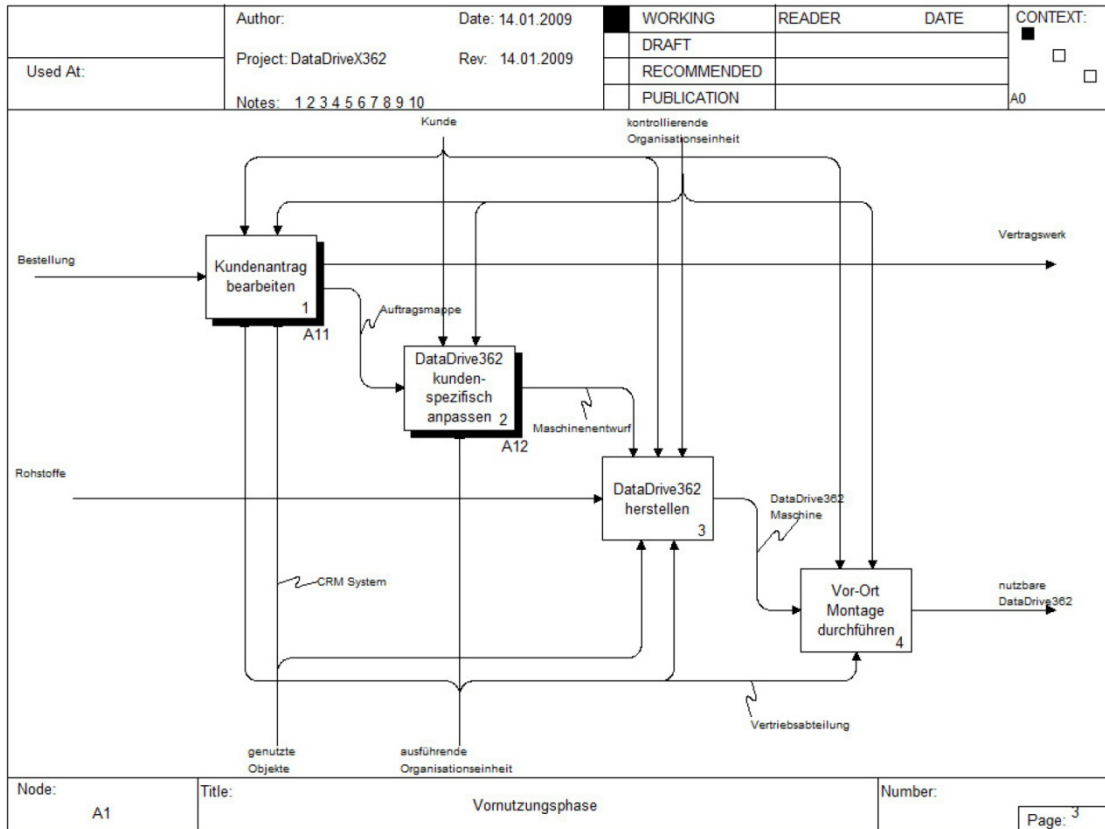 Used At:
Author:
Date: 14.01.2009
Project: DataDriveX362
Rev: 14.01.2009
Notes: 1 2 3 4 5 6 7 8 9 10
WORKING
DRAFT
RECOMMENDED
PUBLICATION
READER
DATE
CONTEXT:
A0
Kunde
kontrollierende
Organisationseinheit
Bestellung
Kundenantrag
bearbeiten
1
A11
Vertragswerk
Auftragsmappe
DataDrive362
kunden-
spezifisch
anpassen
2
A12
Maschinenentwurf
Rohstoffe
DataDrive362
herstellen
3
DataDrive362
Maschine
CRM System
Vor-Ort
Montage
durchführen
4
nutzbare
DataDrive362
Vertriebsabteilung
genutzte
Objekte
ausführende
Organisationseinheit
Node:
A1
Title:
Vornutzungsphase
Number:
Page: 3